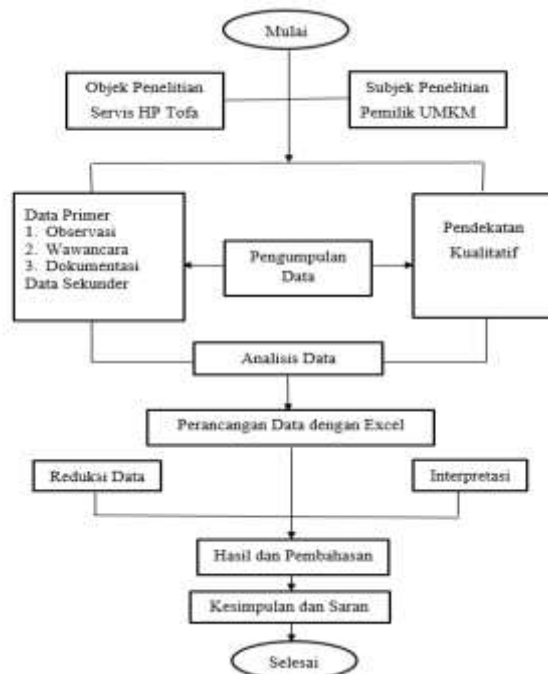 Mulai
Objek Penelitian
Servis HP Tofa
Subjek Penelitian
Pemilik UMKM
Data Primer
1. Observasi
2. Wawancara
3. Dokumentasi
Data Sekunder
Pengumpulan
Data
Pendekatan
Kualitatif
Analisis Data
Perancangan Data dengan Excel
Reduksi Data
Interpretasi
Hasil dan Pembahasan
Kesimpulan dan Saran
Selesai